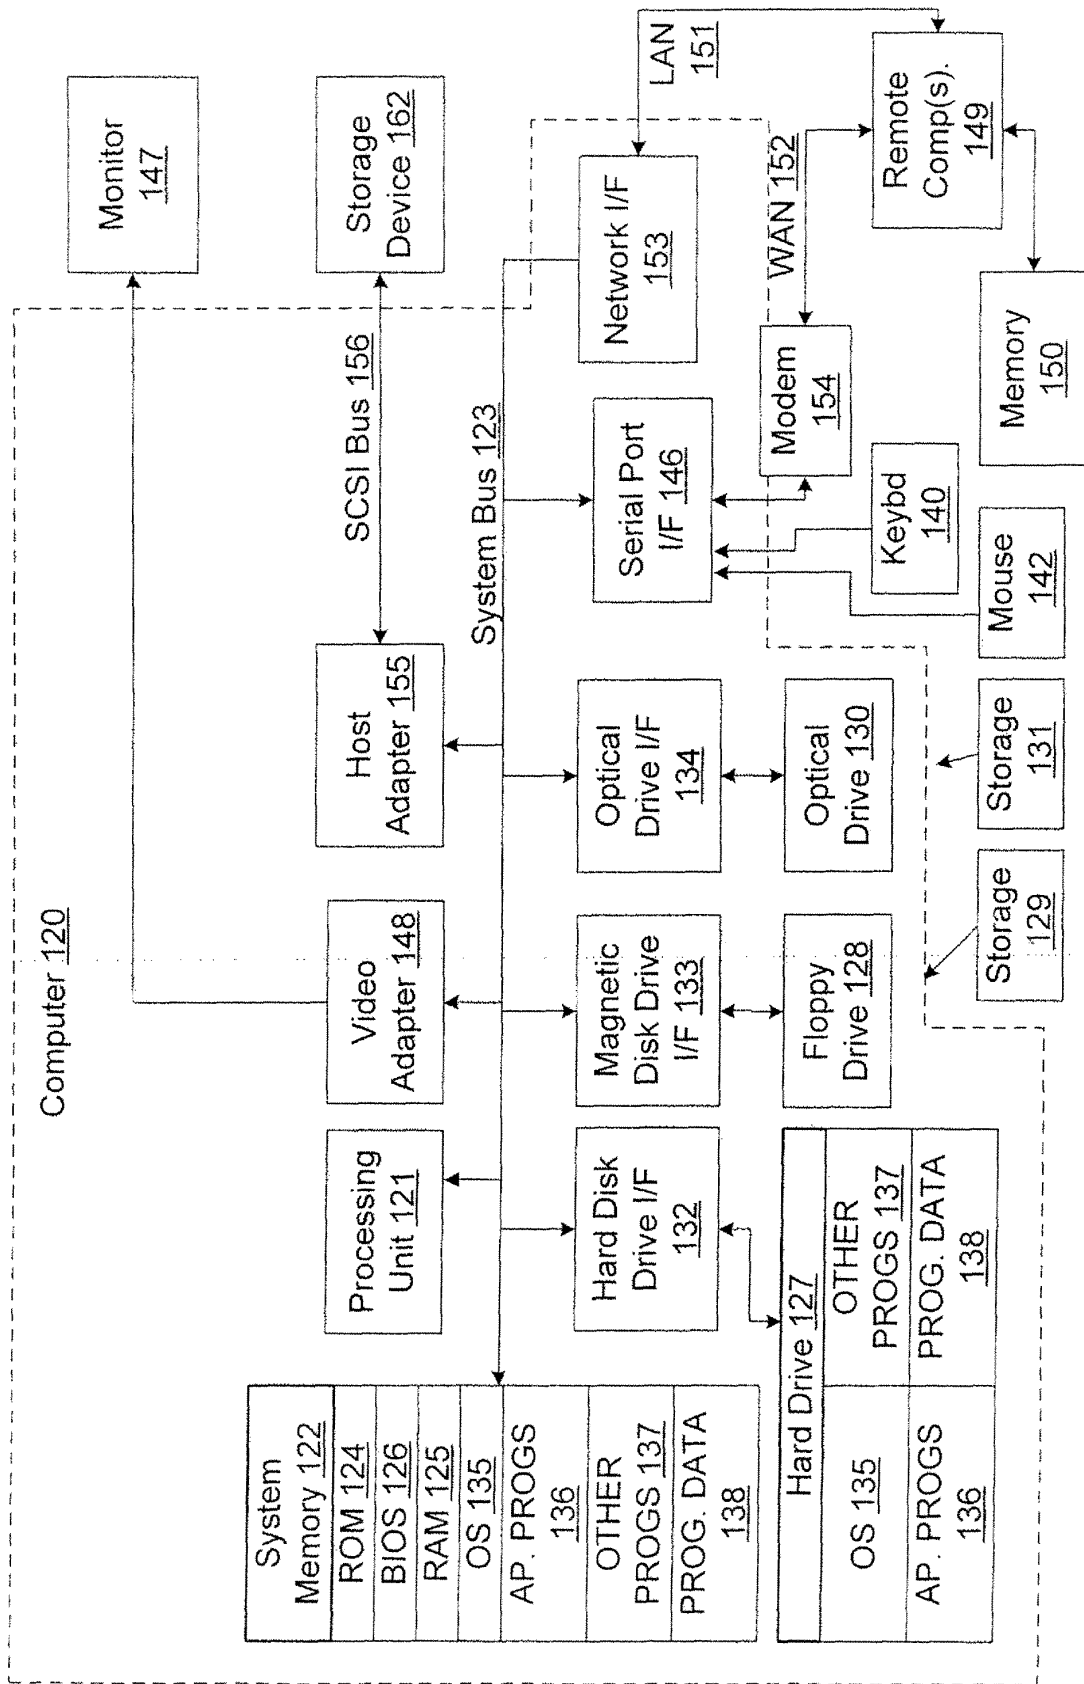 Computer 120
Monitor
147
Storage
Device 162
SCSI Bus 156
System Bus 123
System
Memory 122
ROM 124
BIOS 126
RAM 125
OS 135
AP. PROGS
136
OTHER
PROGS 137
PROG. DATA
138
Processing
Unit 121
Video
Adapter 148
Host
Adapter 155
Hard Disk
Drive I/F
132
Magnetic
Disk Drive
I/F 133
Optical
Drive I/F
134
Serial Port
I/F 146
Network I/F
153
LAN
151
WAN 152
Hard Drive 127
OS 135
OTHER
PROGS 137
AP. PROGS
136
PROG. DATA
138
Floppy
Drive 128
Optical
Drive 130
Modem
154
Remote
Comp(s).
149
Keybd
140
Storage
129
Storage
131
Mouse
142
Memory
150